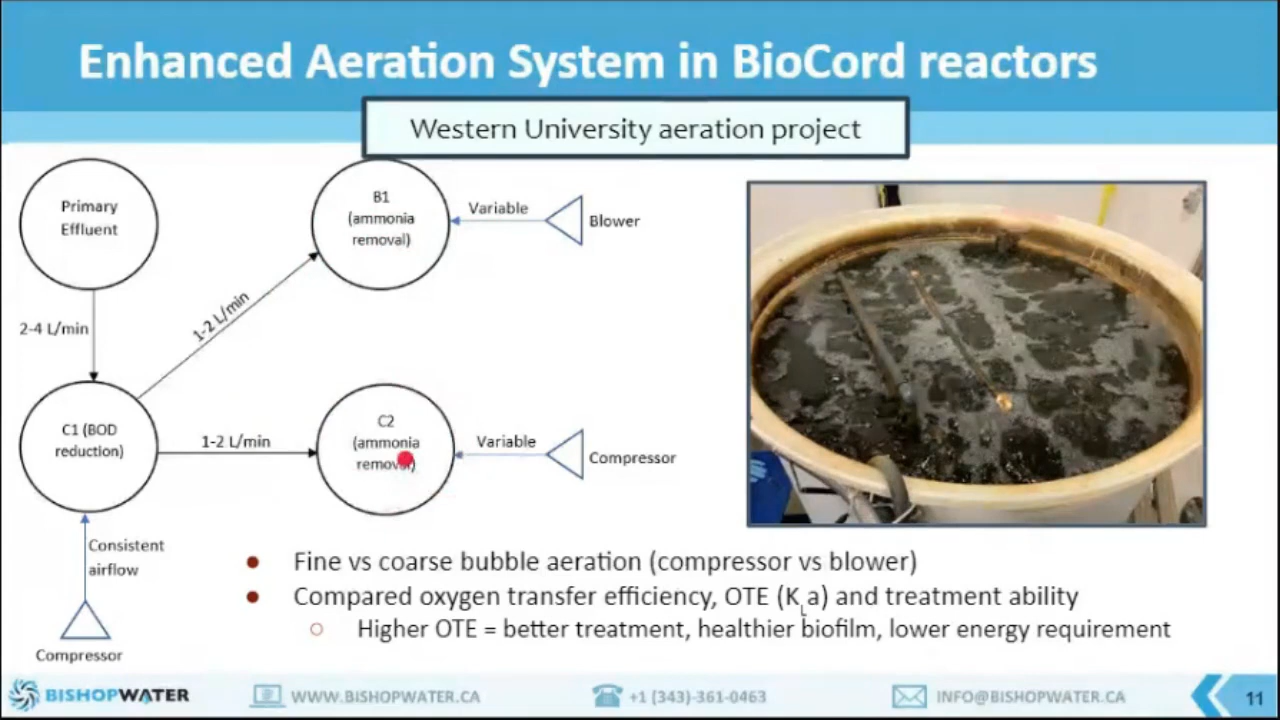 Enhanced Aeration System in BioCord reactors
Western University aeration project
Primary
Effluent
2-4 L/min
C1 (BOD
reduction)
Consistent
airflow
Compressor
1-2 L/min
1-2 L/min
B1
(ammonia
removal)
Variable
Blower
C2
(ammonia
removal)
Variable
Compressor
Fine vs coarse bubble aeration (compressor vs blower)
Compared oxygen transfer efficiency, OTE (KLa) and treatment ability
Higher OTE = better treatment, healthier biofilm, lower energy requirement
BISHOPWATER
WWW.BISHOPWATER.CA
+1 (343)-361-0463
INFO@BISHOPWATER.CA
11